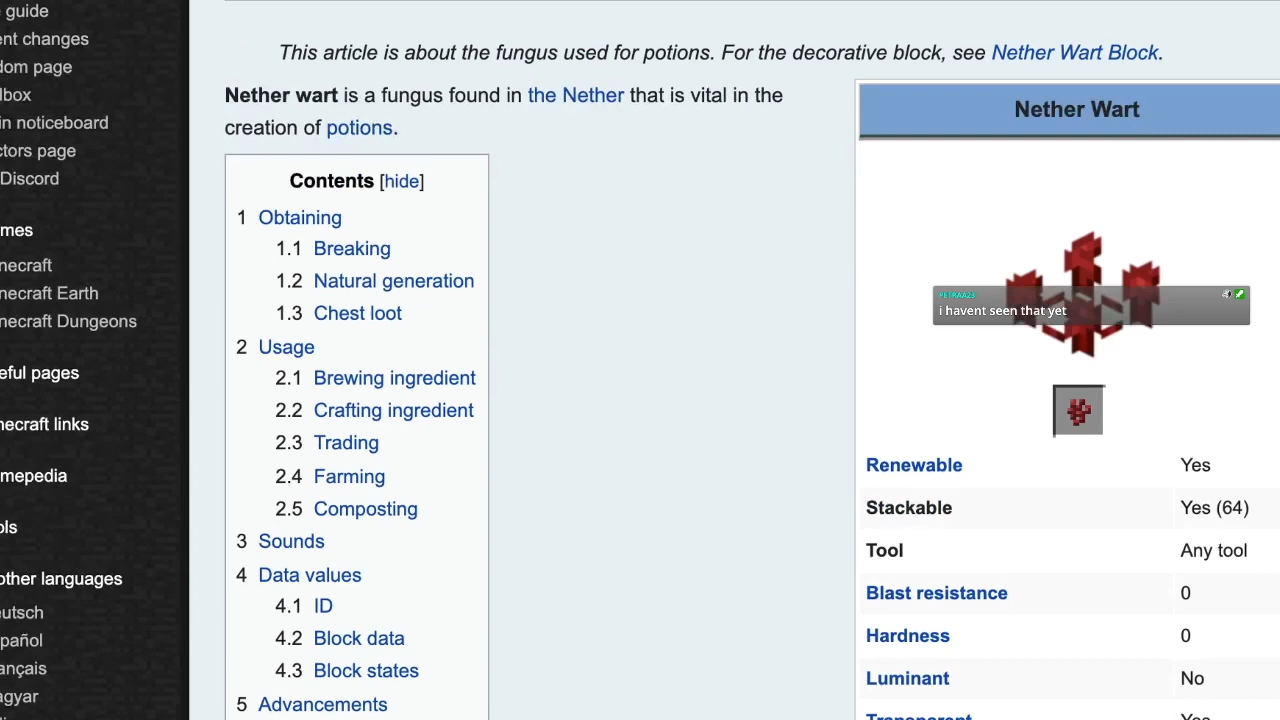 guide
ent changes
dom page
lbox
in noticeboard
ctors page
Discord
mes
necraft
necraft Earth
necraft Dungeons
eful pages
necraft links
mepedia
ols
other languages
eutsch
pañol
ançais
agyar
This article is about the fungus used for potions. For the decorative block, see Nether Wart Block.
Nether wart is a fungus found in the Nether that is vital in the
creation of potions.
Contents [hide]
1 Obtaining
1.1 Breaking
1.2 Natural generation
1.3 Chest loot
2 Usage
2.1 Brewing ingredient
2.2 Crafting ingredient
2.3 Trading
2.4 Farming
2.5 Composting
3 Sounds
4 Data values
4.1 ID
4.2 Block data
4.3 Block states
5 Advancements
Nether Wart
PETRAA23
i havent seen that yet
Renewable Yes
Stackable Yes (64)
Tool Any tool
Blast resistance 0
Hardness 0
Luminant No
Transparent Yes